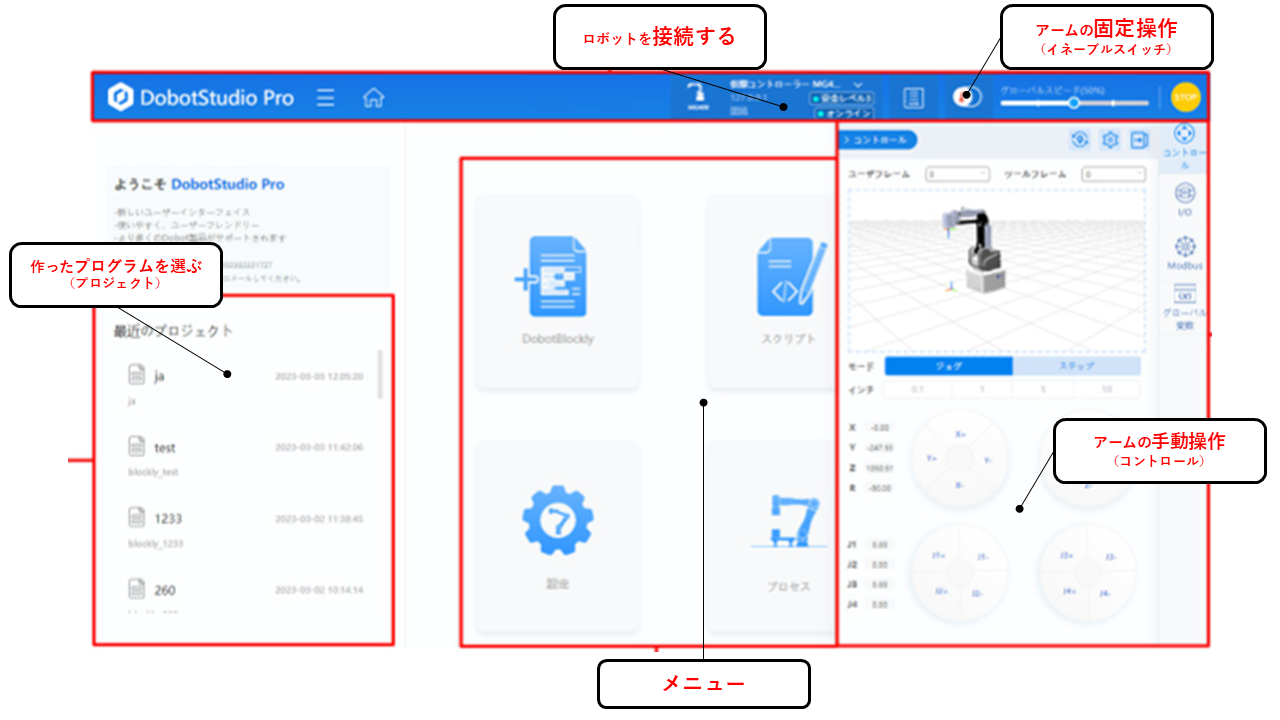 ロボットを接続する
アームの固定操作
（イネーブルスイッチ）
DobotStudio Pro
仮想コントローラー MG4...
安全レベル5
オンライン
MG400
グローバルスピード(50%)
STOP
ようこそ DobotStudio Pro
-新しいユーザーインターフェイス
-使いやすく、ユーザーフレンドリー
-より多くのDobot製品がサポートされます
メールしてください。
作ったプログラムを選ぶ
（プロジェクト）
最近のプロジェクト
ja 2023-03-03 12:05:20
ja
test 2023-03-03 11:42:06
blockly_test
1233 2023-03-02 11:38:45
blockly_1233
260 2023-03-02 10:14:14
DobotBlockly
スクリプト
設定
プロセス
メニュー
コントロール
ユーザフレーム 0 ツールフレーム 0
モード ジョグ ステップ
インチ 0.1 1 5 10
X -0.00
Y -247.53
Z 1050.51
R -90.00
X+
Y+ Y-
X-
Z-
J1 0.00
J2 0.00
J3 0.00
J4 0.00
J1+ J1-
J2+ J2-
J3+ J3-
J4+ J4-
アームの手動操作
（コントロール）
コントロー
ル
I/O
Modbus
グローバル
変数